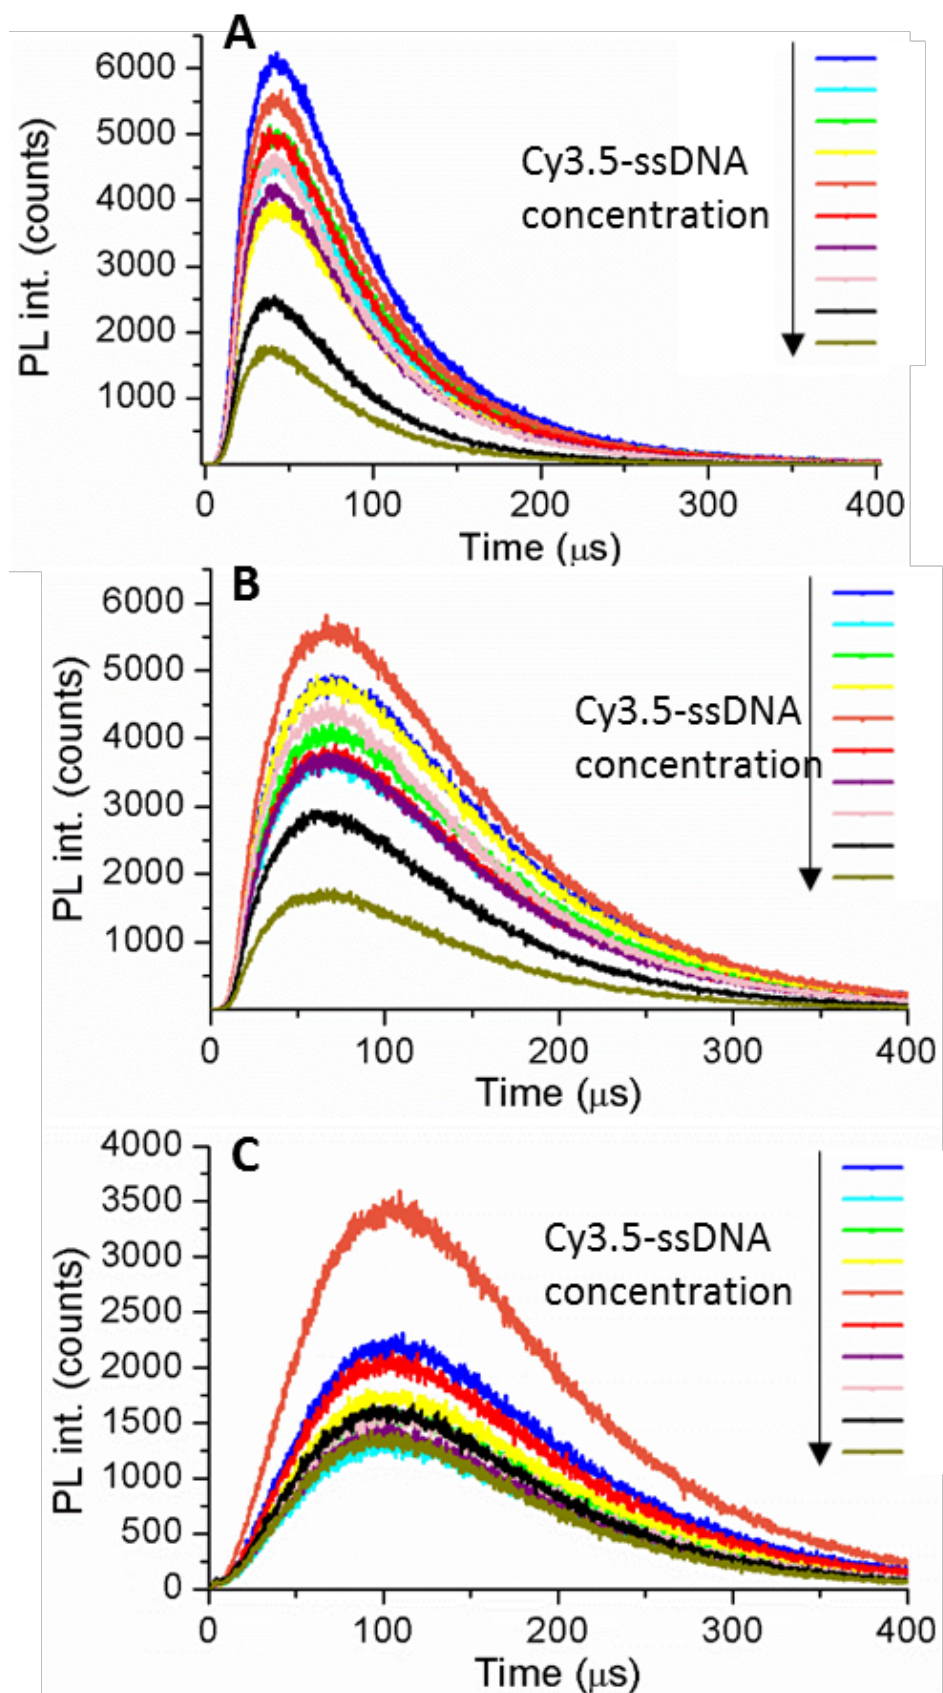 A
6000
5000
4000
3000
2000
1000
PL int. (counts)
Cy3.5-ssDNA
concentration
0 100 200 300 400
Time (μs)
B
6000
5000
4000
3000
2000
1000
PL int. (counts)
Cy3.5-ssDNA
concentration
0 100 200 300 400
Time (μs)
C
4000
3500
3000
2500
2000
1500
1000
500
0
PL int. (counts)
Cy3.5-ssDNA
concentration
0 100 200 300 400
Time (μs)